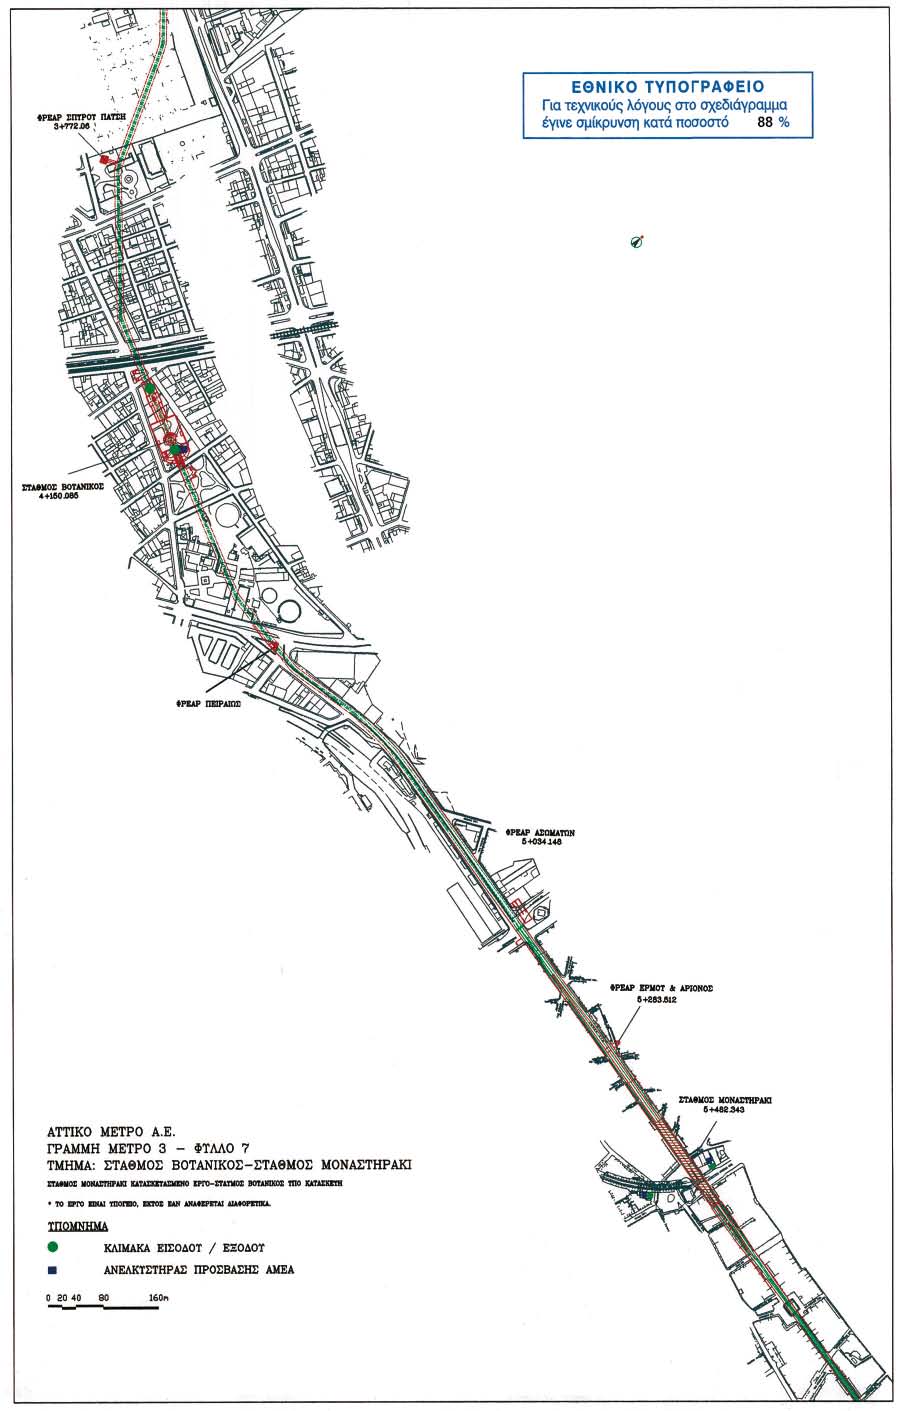 ΕΘΝΙΚΟ ΤΥΠΟΓΡΑΦΕΙΟ
Για τεχνικούς λόγους στο σχεδιάγραμμα
έγινε σμίκρυνση κατά ποσοστό 88 %
ΦΡΕΑΡ ΣΠΥΡΟΥ ΠΑΤΣΗ
3+772.06
ΣΤΑΘΜΟΣ ΒΟΤΑΝΙΚΟΣ
4+150.085
ΦΡΕΑΡ ΠΕΙΡΑΙΩΣ
ΦΡΕΑΡ ΑΣΩΜΑΤΩΝ
5+034.148
ΦΡΕΑΡ ΕΡΜΟΥ & ΑΡΙΟΝΟΣ
5+283.512
ΣΤΑΘΜΟΣ ΜΟΝΑΣΤΗΡΑΚΙ
5+482.343
ΑΤΤΙΚΟ ΜΕΤΡΟ Α.Ε.
ΓΡΑΜΜΗ ΜΕΤΡΟ 3 - ΦΥΛΛΟ 7
ΤΜΗΜΑ: ΣΤΑΘΜΟΣ ΒΟΤΑΝΙΚΟΣ-ΣΤΑΘΜΟΣ ΜΟΝΑΣΤΗΡΑΚΙ
ΣΤΑΘΜΟΣ ΜΟΝΑΣΤΗΡΑΚΙ ΚΑΤΑΣΚΕΤΑΣΜΕΝΟ ΕΡΓΟ-ΣΤΑΥΜΟΣ ΒΟΤΑΝΙΚΟΣ ΥΠΟ ΚΑΤΑΣΚΕΥΗ
* ΤΟ ΕΡΓΟ ΕΙΝΑΙ ΥΠΟΓΕΙΟ, ΕΚΤΟΣ ΕΑΝ ΑΝΑΦΕΡΕΤΑΙ ΔΙΑΦΟΡΕΤΙΚΑ.
ΥΠΟΜΝΗΜΑ
ΚΛΙΜΑΚΑ ΕΙΣΟΔΟΥ / ΕΞΟΔΟΥ
ΑΝΕΛΚΥΣΤΗΡΑΣ ΠΡΟΣΒΑΣΗΣ ΑΜΕΑ
0 20 40 80 160m